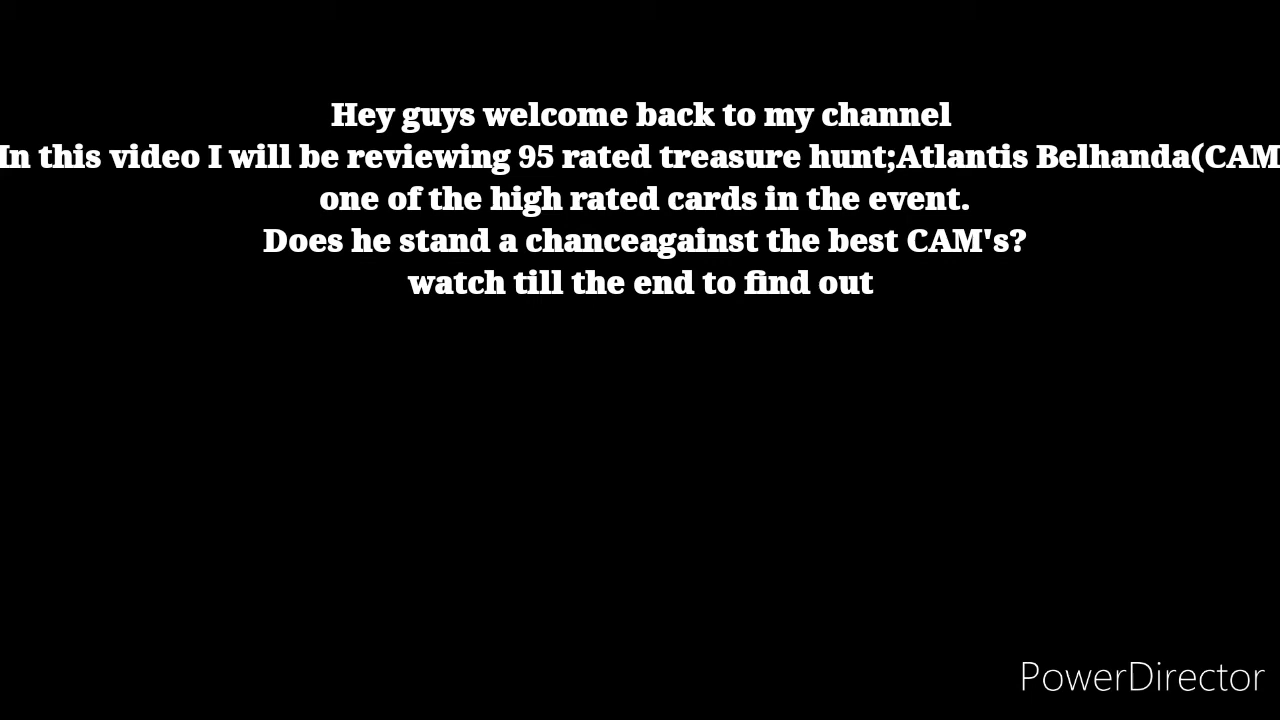 Hey guys welcome back to my channel
In this video I will be reviewing 95 rated treasure hunt;Atlantis Belhanda(CAM
one of the high rated cards in the event.
Does he stand a chanceagainst the best CAM's?
watch till the end to find out
PowerDirector